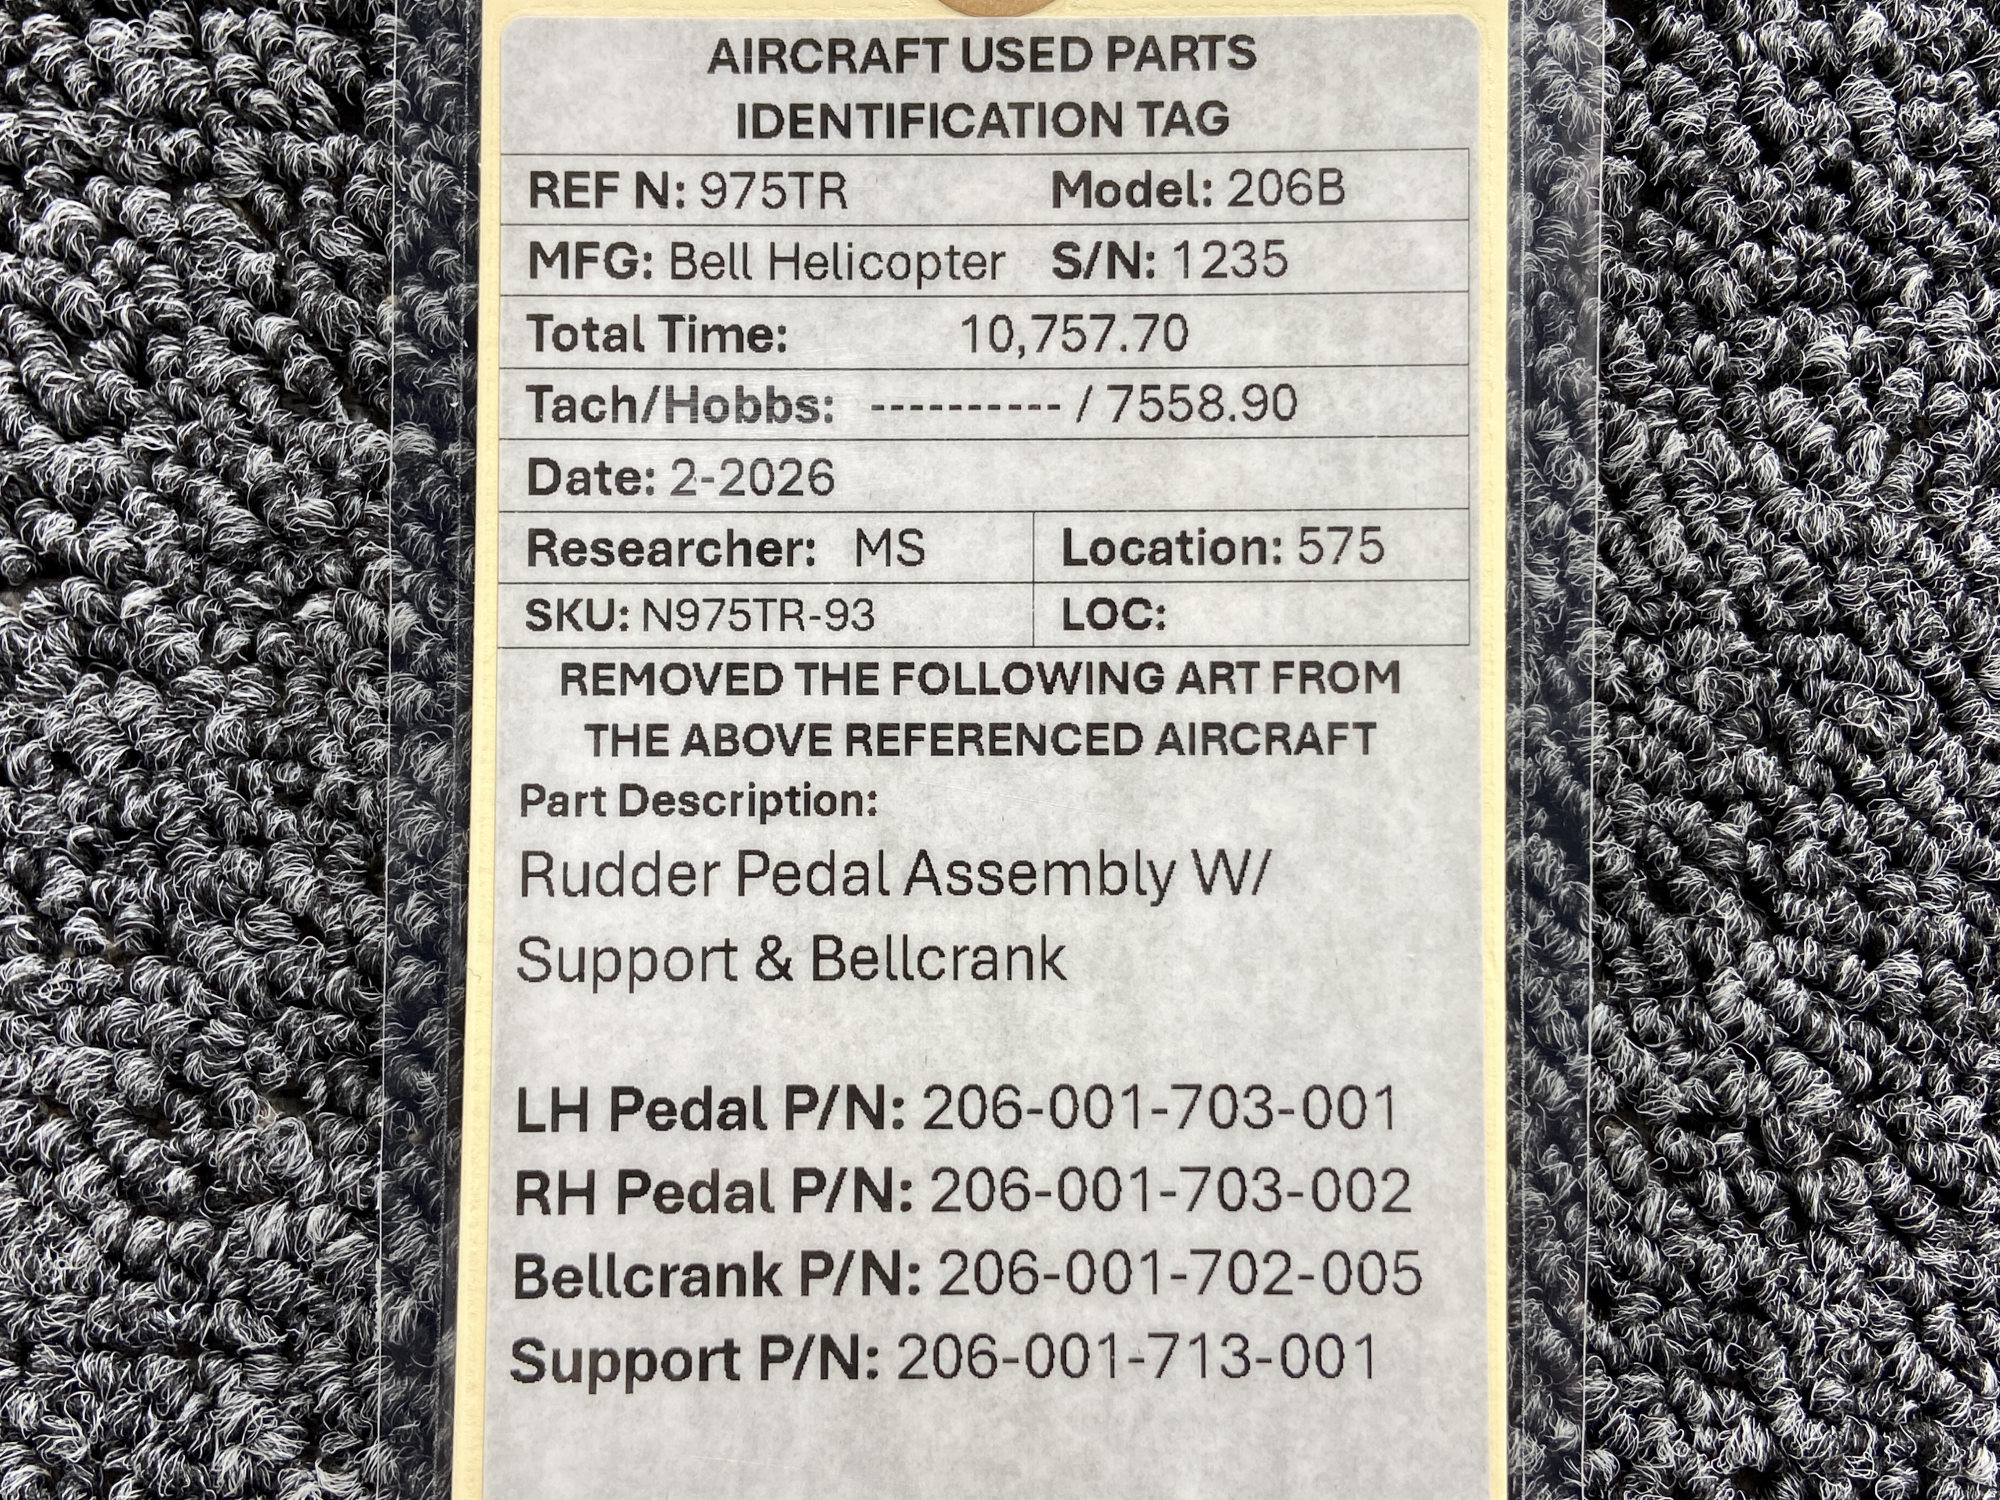 AIRCRAFT USED PARTS
IDENTIFICATION TAG
REF N: 975TR Model: 206B
MFG: Bell Helicopter S/N: 1235
Total Time: 10,757.70
Tach/Hobbs: ---------- / 7558.90
Date: 2-2026
Researcher: MS Location: 575
SKU: N975TR-93 LOC:
REMOVED THE FOLLOWING ART FROM
THE ABOVE REFERENCED AIRCRAFT
Part Description:
Rudder Pedal Assembly W/
Support & Bellcrank
LH Pedal P/N: 206-001-703-001
RH Pedal P/N: 206-001-703-002
Bellcrank P/N: 206-001-702-005
Support P/N: 206-001-713-001